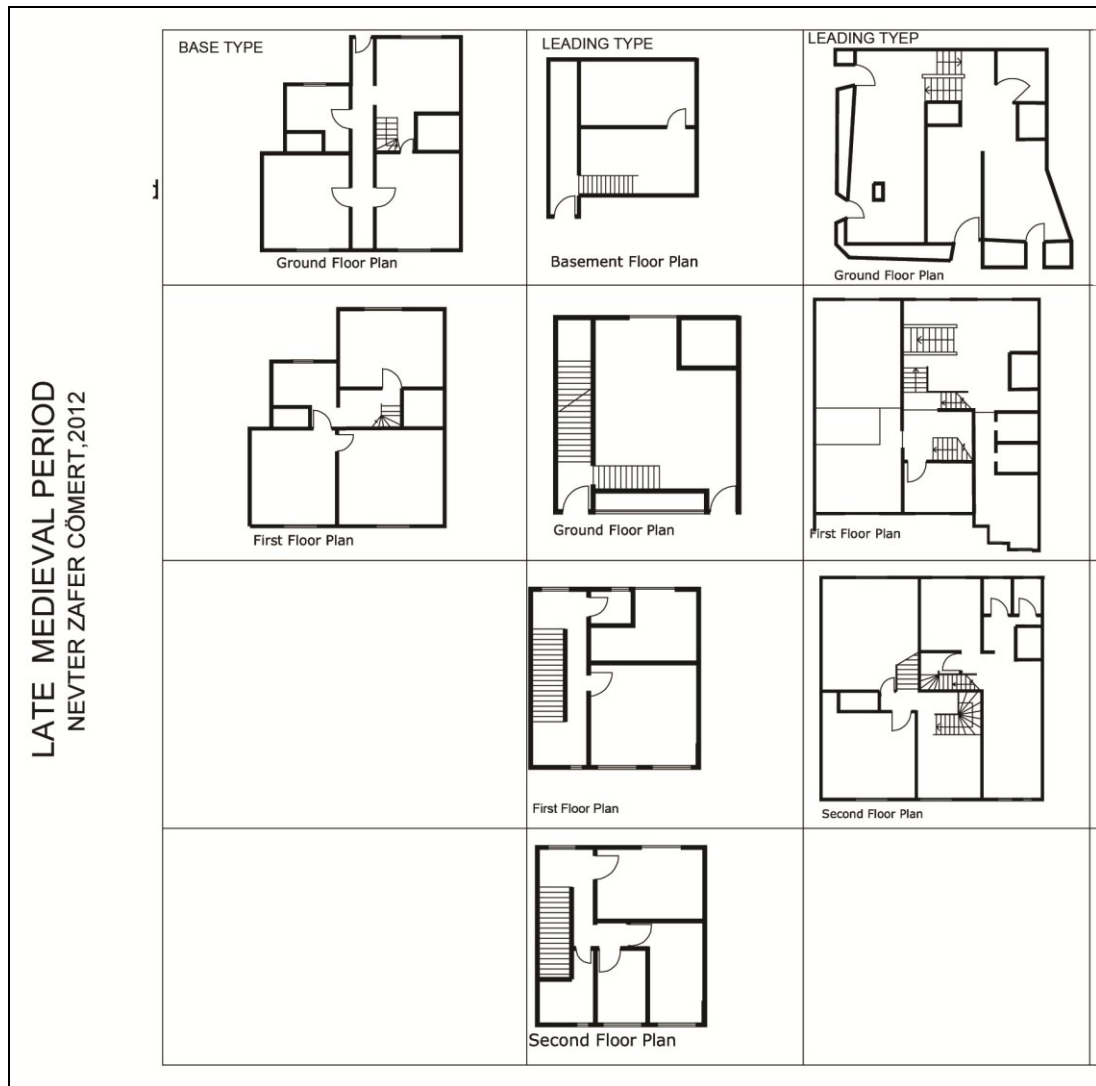 LATE MEDIEVAL PERIOD
NEVTER ZAFER CÖMERT,2012
BASE TYPE
LEADING TYPE
LEADING TYEP
Ground Floor Plan
Basement Floor Plan
Ground Floor Plan
First Floor Plan
Ground Floor Plan
First Floor Plan
First Floor Plan
Second Floor Plan
Second Floor Plan